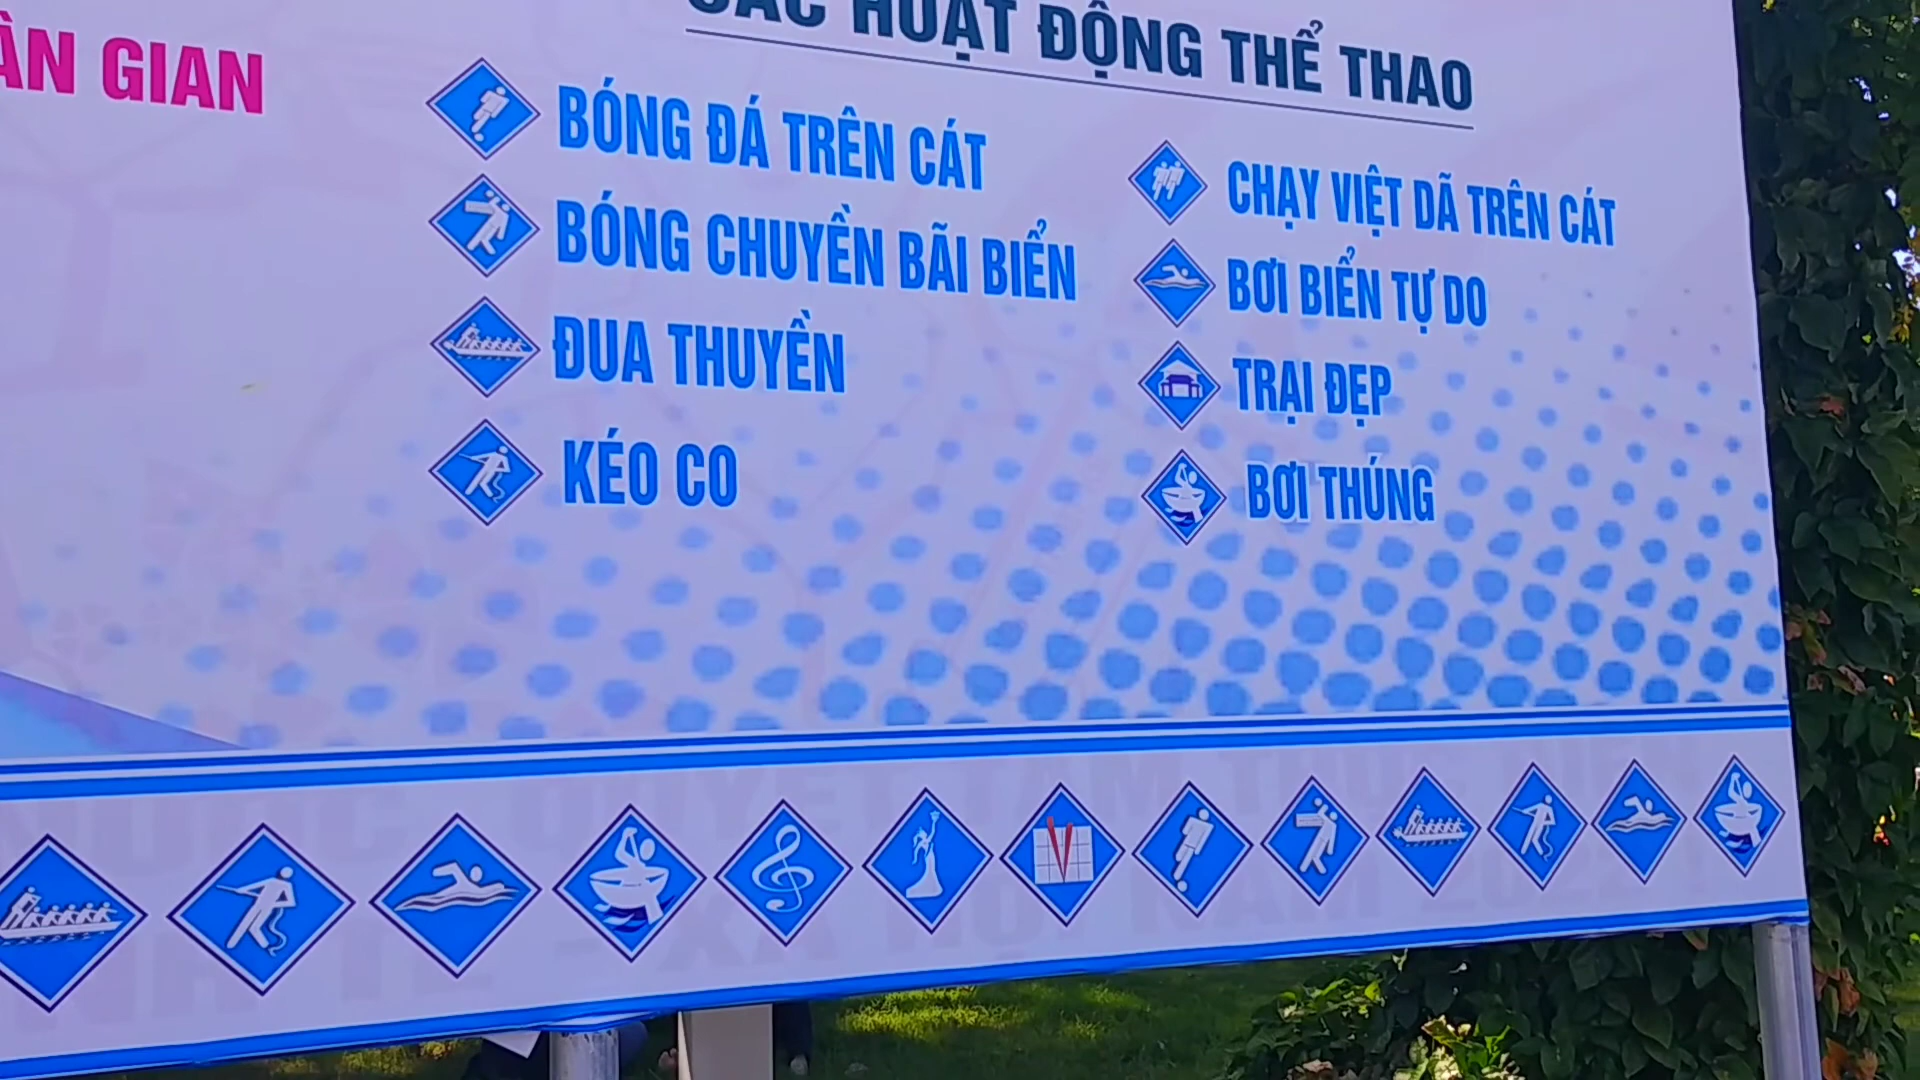 CÁC HOẠT ĐỘNG THỂ THAO
GIAN
BÓNG ĐÁ TRÊN CÁT
BÓNG CHUYỀN BÃI BIỂN
ĐUA THUYỀN
KÉO CO
CHẠY VIỆT DÃ TRÊN CÁT
BƠI BIỂN TỰ DO
TRẠI ĐẸP
BƠI THÚNG